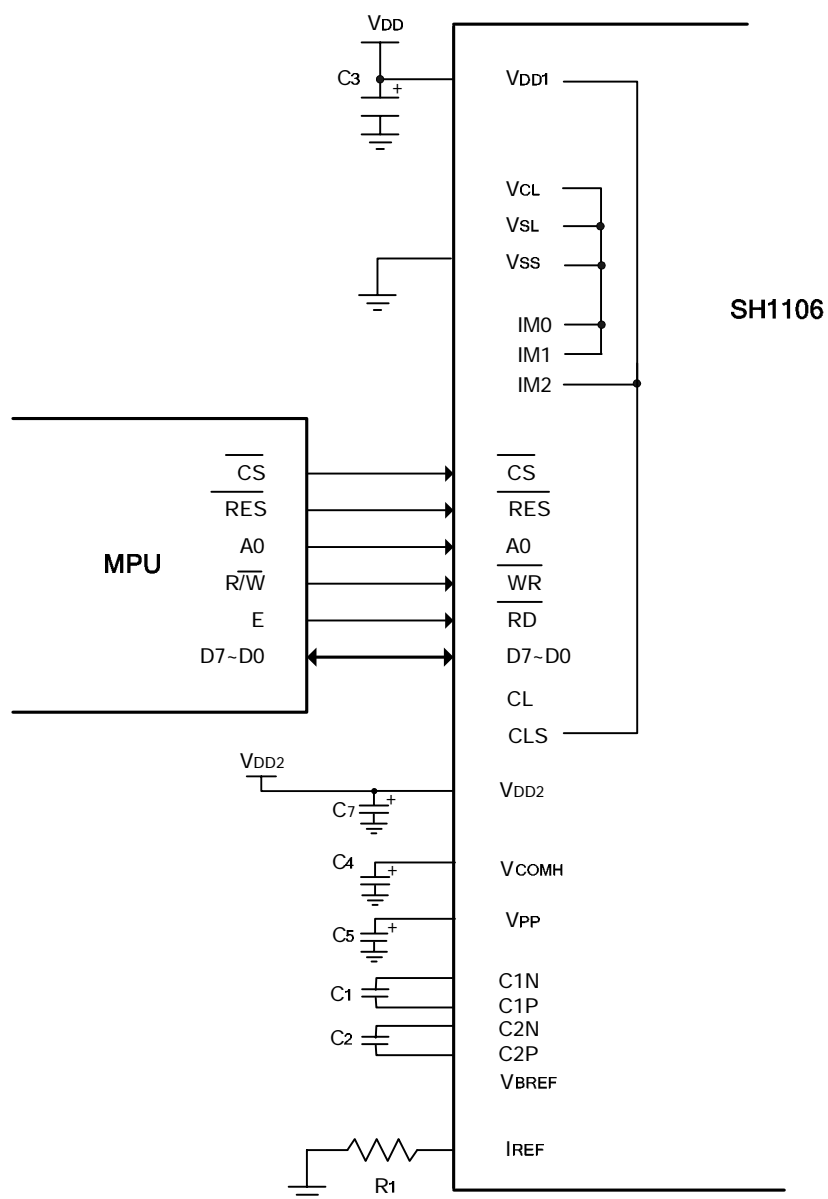 VDD
C3
+
VDD1
VCL
VSL
VSS
SH1106
IM0
IM1
IM2
MPU
CS
RES
A0
R/W
E
D7~D0
CS
RES
A0
WR
RD
D7~D0
CL
CLS
VDD2
C7
+
VDD2
C4
+
VCOMH
C5
+
VPP
C1
C1N
C1P
C2
C2N
C2P
VBREF
IREF
R1